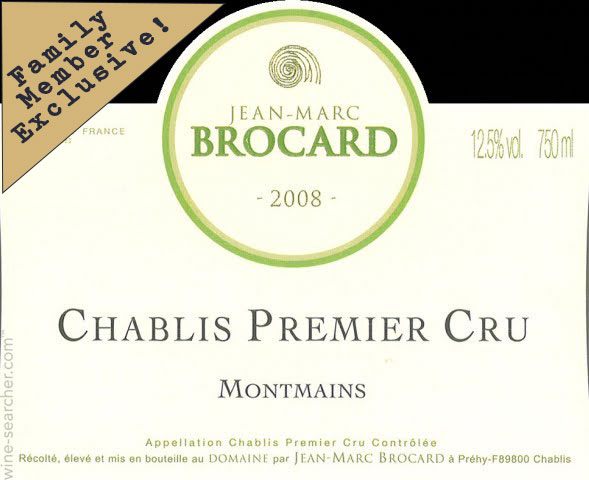 Family
Member
Exclusive!
FRANCE
JEAN-MARC
BROCARD
- 2008 -
12.5% vol. 750 ml
CHABLIS PREMIER CRU
MONTMAINS
Appellation Chablis Premier Cru Contrôlée
Récolté, élevé et mis en bouteille au DOMAINE par JEAN-MARC BROCARD à Préhy-F89800 Chablis
wine-searcher.com™